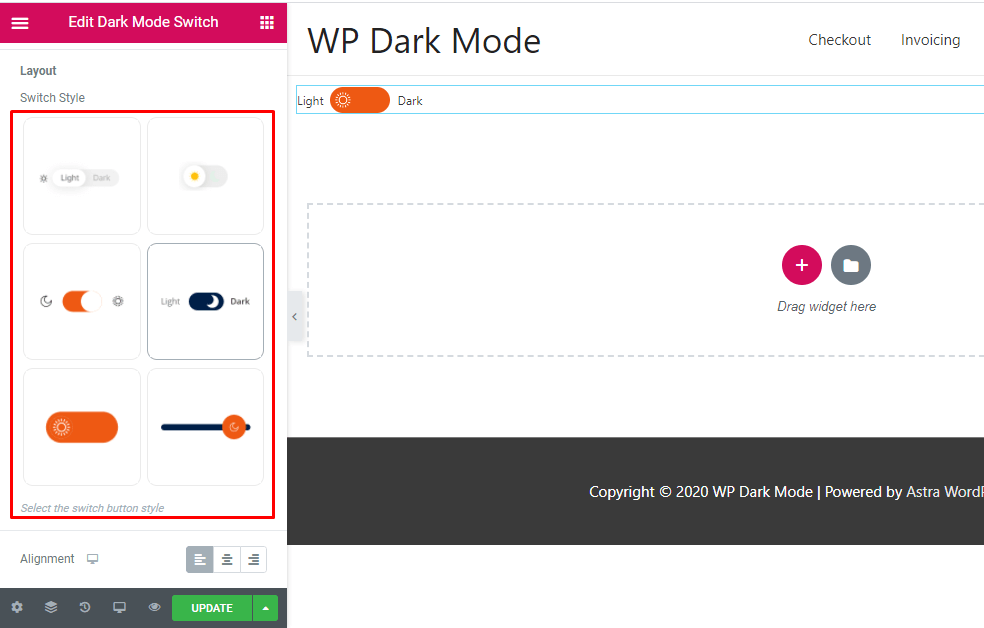 Edit Dark Mode Switch
Layout
Switch Style
Light Dark
Light Dark
Select the switch button style
Alignment
UPDATE
WP Dark Mode
Checkout Invoicing
Light Dark
Drag widget here
Copyright © 2020 WP Dark Mode | Powered by Astra WordP